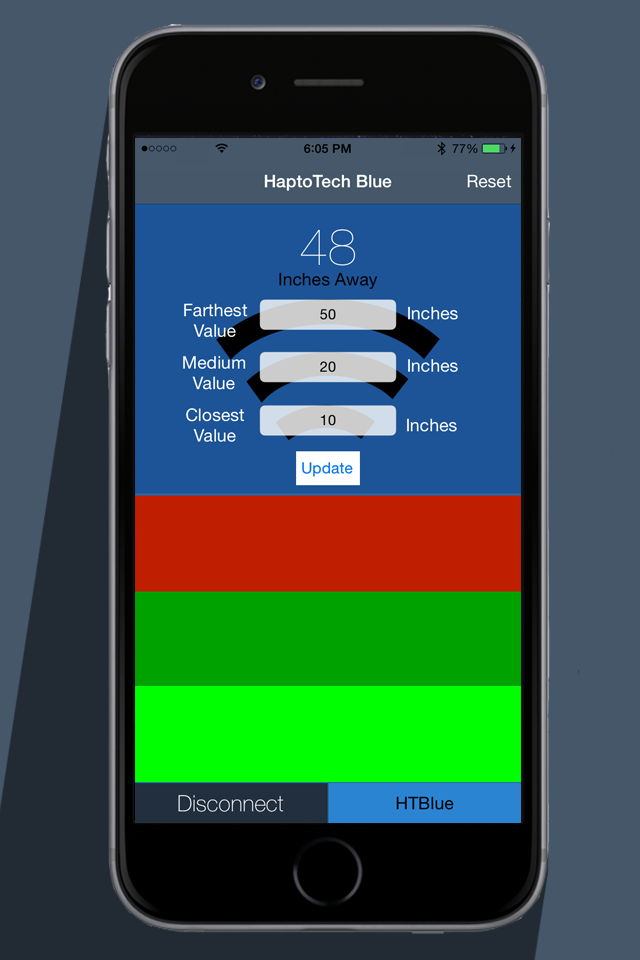 6:05 PM
77%
HaptoTech Blue
Reset
48
Inches Away
Farthest
Value
50
Inches
Medium
Value
20
Inches
Closest
Value
10
Inches
Update
Disconnect
HTBlue